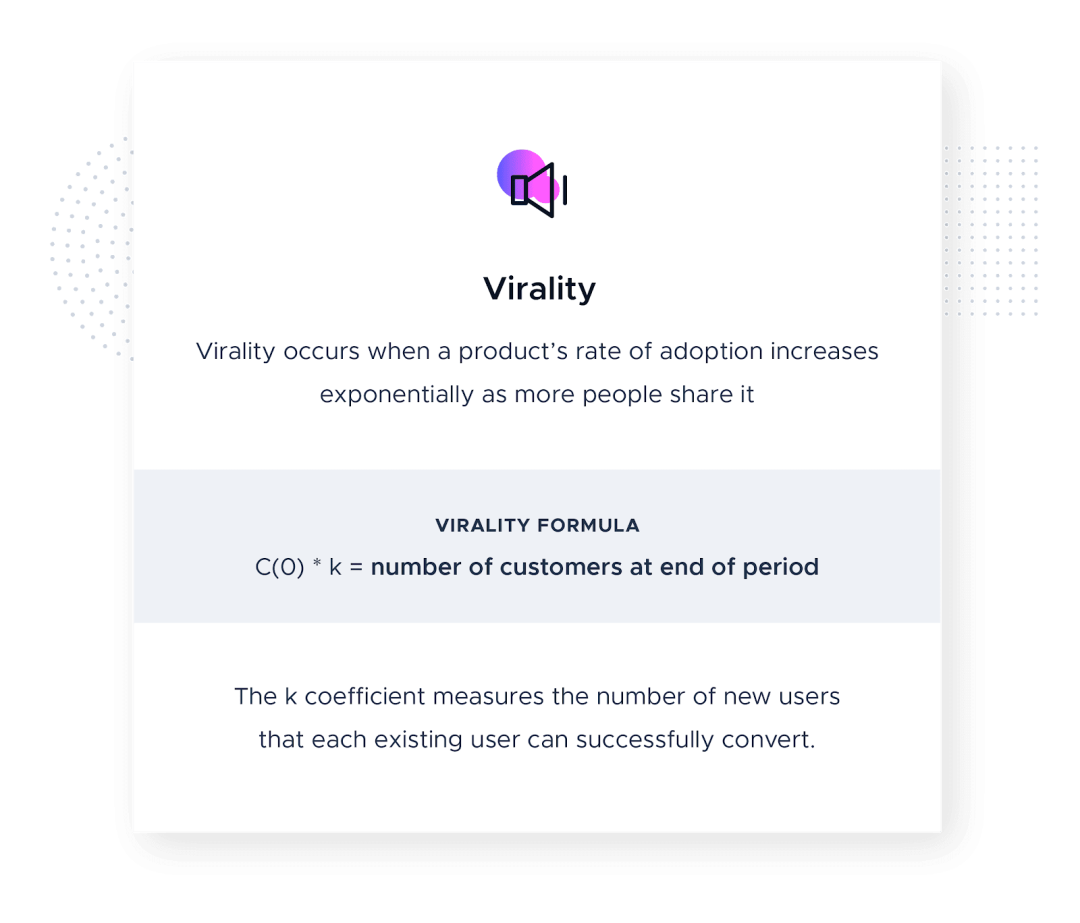 Virality
Virality occurs when a product’s rate of adoption increases
exponentially as more people share it
VIRALITY FORMULA
C(0) * k = number of customers at end of period
The k coefficient measures the number of new users
that each existing user can successfully convert.